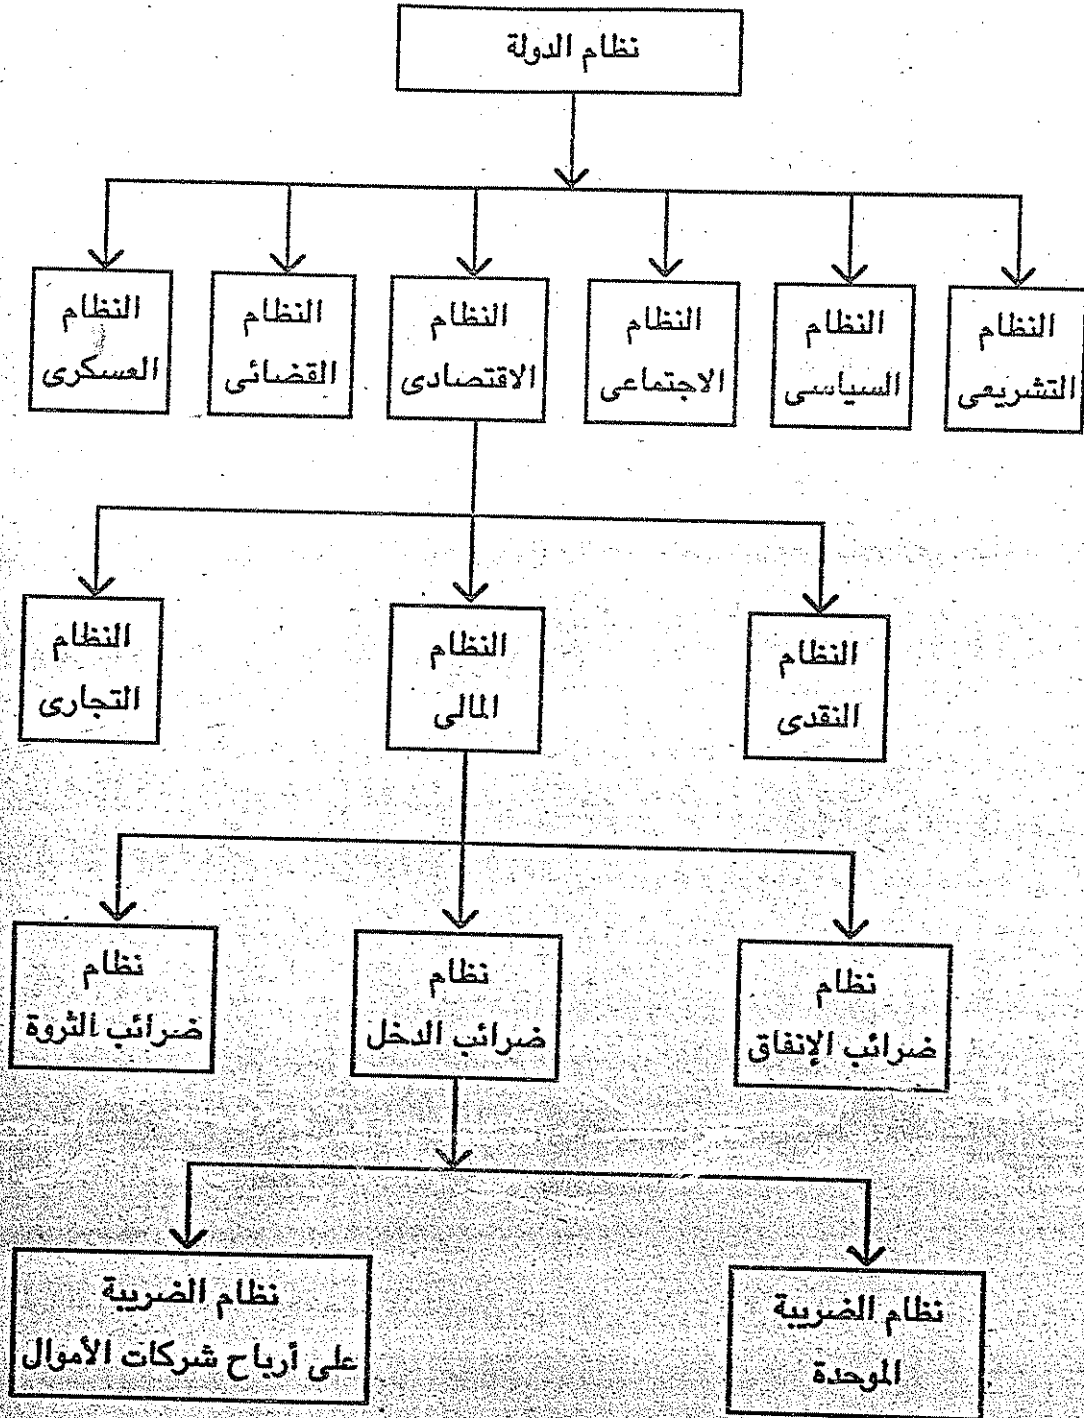 نظام الدولة
النظام
التشريعى
النظام
السياسى
النظام
الاجتماعى
النظام
الاقتصادى
النظام
القضائى
النظام
العسكرى
النظام
النقدى
النظام
المالى
النظام
التجارى
نظام
ضرائب الإنفاق
نظام
ضرائب الدخل
نظام
ضرائب الثروة
نظام الضريبة
الموحدة
نظام الضريبة
على أرباح شركات الأموال